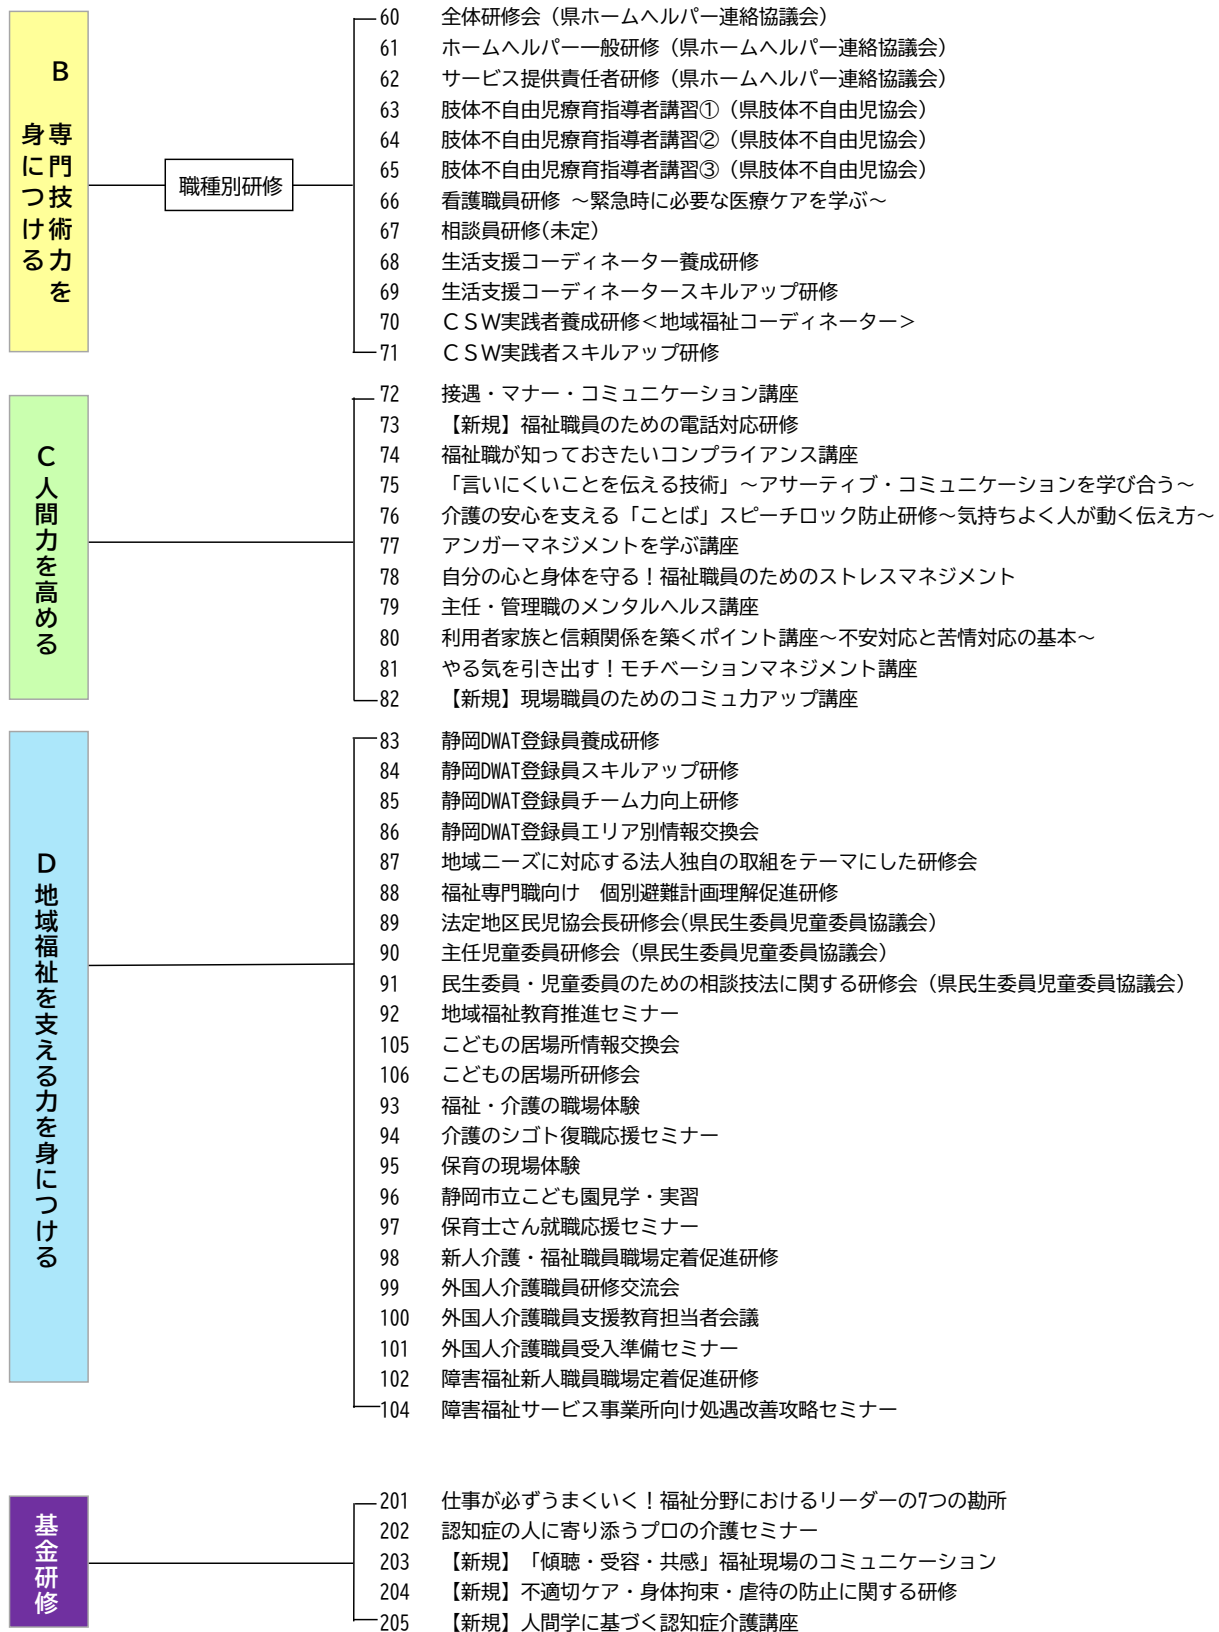 B 専門技術力を身につける
職種別研修
60 全体研修会（県ホームヘルパー連絡協議会）
61 ホームヘルパー一般研修（県ホームヘルパー連絡協議会）
62 サービス提供責任者研修（県ホームヘルパー連絡協議会）
63 肢体不自由児療育指導者講習①（県肢体不自由児協会）
64 肢体不自由児療育指導者講習②（県肢体不自由児協会）
65 肢体不自由児療育指導者講習③（県肢体不自由児協会）
66 看護職員研修 ～緊急時に必要な医療ケアを学ぶ～
67 相談員研修(未定)
68 生活支援コーディネーター養成研修
69 生活支援コーディネータースキルアップ研修
70 ＣＳＷ実践者養成研修＜地域福祉コーディネーター＞
71 ＣＳＷ実践者スキルアップ研修
C 人間力を高める
72 接遇・マナー・コミュニケーション講座
73 【新規】福祉職員のための電話対応研修
74 福祉職が知っておきたいコンプライアンス講座
75 「言いにくいことを伝える技術」～アサーティブ・コミュニケーションを学び合う～
76 介護の安心を支える「ことば」スピーチロック防止研修～気持ちよく人が動く伝え方～
77 アンガーマネジメントを学ぶ講座
78 自分の心と身体を守る！福祉職員のためのストレスマネジメント
79 主任・管理職のメンタルヘルス講座
80 利用者家族と信頼関係を築くポイント講座～不安対応と苦情対応の基本～
81 やる気を引き出す！モチベーションマネジメント講座
82 【新規】現場職員のためのコミュ力アップ講座
D 地域福祉を支える力を身につける
83 静岡DWAT登録員養成研修
84 静岡DWAT登録員スキルアップ研修
85 静岡DWAT登録員チーム力向上研修
86 静岡DWAT登録員エリア別情報交換会
87 地域ニーズに対応する法人独自の取組をテーマにした研修会
88 福祉専門職向け　個別避難計画理解促進研修
89 法定地区民児協会長研修会(県民生委員児童委員協議会）
90 主任児童委員研修会（県民生委員児童委員協議会）
91 民生委員・児童委員のための相談技法に関する研修会（県民生委員児童委員協議会）
92 地域福祉教育推進セミナー
105 こどもの居場所情報交換会
106 こどもの居場所研修会
93 福祉・介護の職場体験
94 介護のシゴト復職応援セミナー
95 保育の現場体験
96 静岡市立こども園見学・実習
97 保育士さん就職応援セミナー
98 新人介護・福祉職員職場定着促進研修
99 外国人介護職員研修交流会
100 外国人介護職員支援教育担当者会議
101 外国人介護職員受入準備セミナー
102 障害福祉新人職員職場定着促進研修
104 障害福祉サービス事業所向け処遇改善攻略セミナー
基金研修
201 仕事が必ずうまくいく！福祉分野におけるリーダーの7つの勘所
202 認知症の人に寄り添うプロの介護セミナー
203 【新規】「傾聴・受容・共感」福祉現場のコミュニケーション
204 【新規】不適切ケア・身体拘束・虐待の防止に関する研修
205 【新規】人間学に基づく認知症介護講座